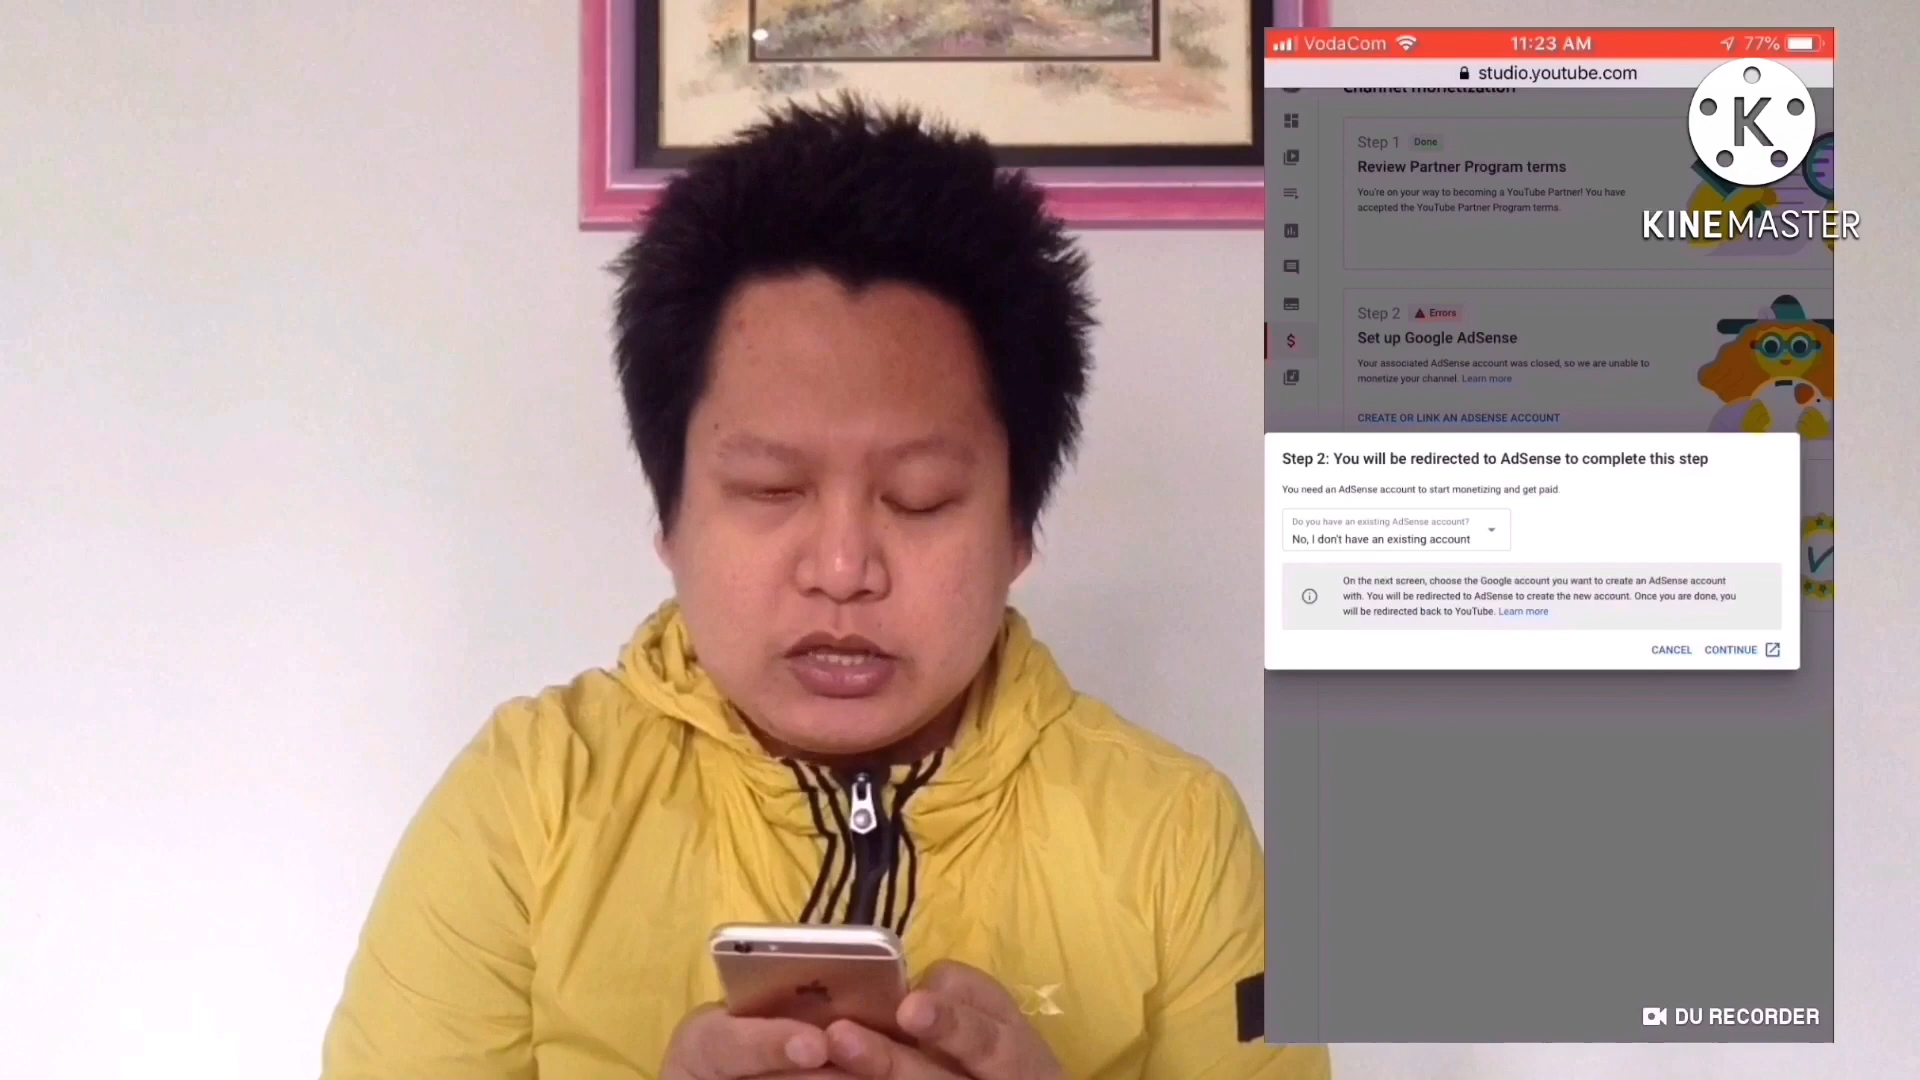 VodaCom
11:23 AM
77%
studio.youtube.com
Channel monetization
K
KINEMASTER
Step 1 Done
Review Partner Program terms
You're on your way to becoming a YouTube Partner! You have
accepted the YouTube Partner Program terms.
Step 2 Errors
Set up Google AdSense
Your associated AdSense account was closed, so we are unable to
monetize your channel. Learn more
CREATE OR LINK AN ADSENSE ACCOUNT
Step 2: You will be redirected to AdSense to complete this step
You need an AdSense account to start monetizing and get paid.
Do you have an existing AdSense account?
No, I don't have an existing account
On the next screen, choose the Google account you want to create an AdSense account
with. You will be redirected to AdSense to create the new account. Once you are done, you
will be redirected back to YouTube. Learn more
CANCEL CONTINUE
DU RECORDER